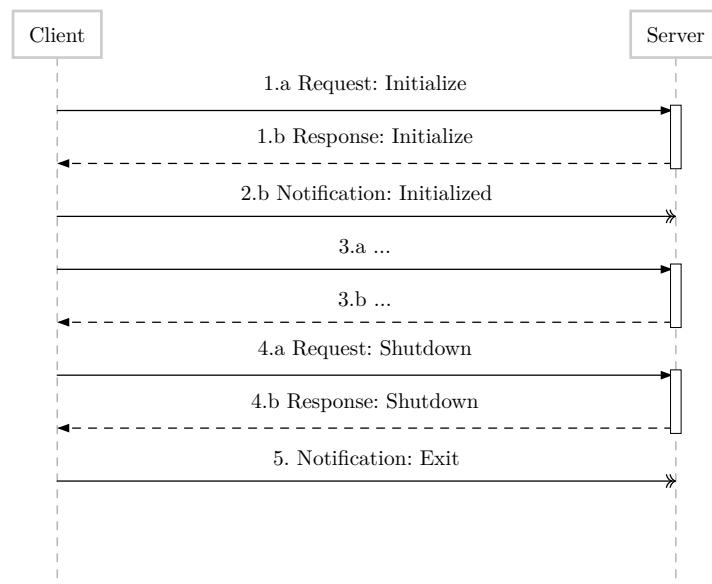 Client
Server
1.a Request: Initialize
1.b Response: Initialize
2.b Notification: Initialized
3.a ...
3.b ...
4.a Request: Shutdown
4.b Response: Shutdown
5. Notification: Exit